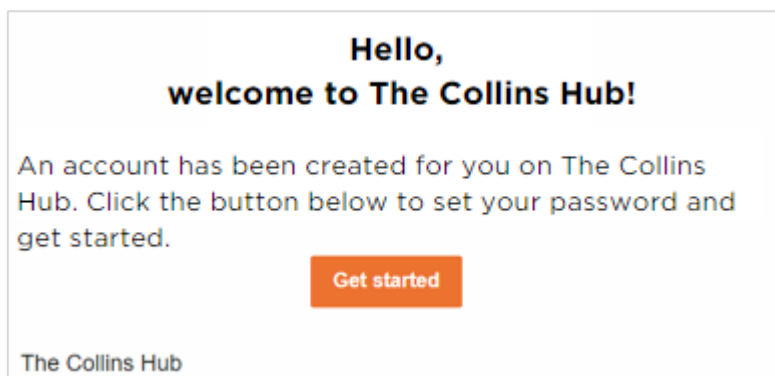 Hello,
welcome to The Collins Hub!
An account has been created for you on The Collins
Hub. Click the button below to set your password and
get started.
Get started
The Collins Hub